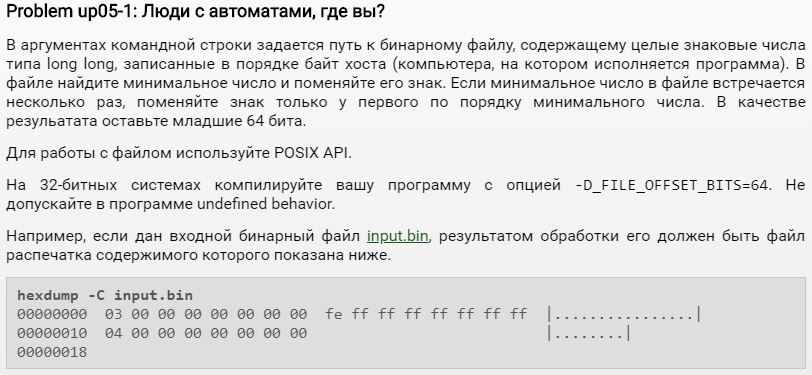 Problem up05-1: Люди с автоматами, где вы?
В аргументах командной строки задается путь к бинарному файлу, содержащему целые знаковые числа
типа long long, записанные в порядке байт хоста (компьютера, на котором исполняется программа). В
файле найдите минимальное число и поменяйте его знак. Если минимальное число в файле встречается
несколько раз, поменяйте знак только у первого по порядку минимального числа. В качестве
результатата оставьте младшие 64 бита.
Для работы с файлом используйте POSIX API.
На 32-битных системах компилируйте вашу программу с опцией -D_FILE_OFFSET_BITS=64. Не
допускайте в программе undefined behavior.
Например, если дан входной бинарный файл input.bin, результатом обработки его должен быть файл
распечатка содержимого которого показана ниже.
hexdump -C input.bin
00000000  03 00 00 00 00 00 00 00  fe ff ff ff ff ff ff ff  |................|
00000010  04 00 00 00 00 00 00 00                           |........|
00000018